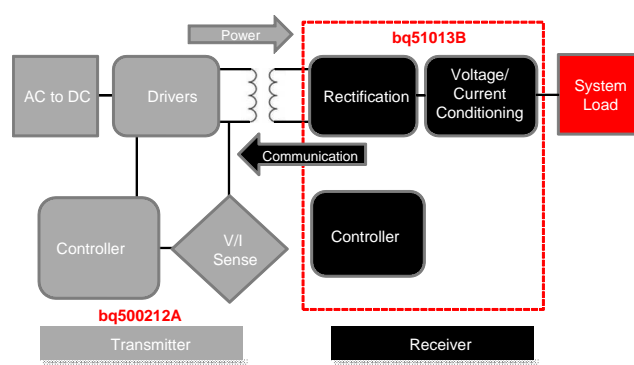 Power
bq51013B
AC to DC
Drivers
Rectification
Voltage/
Current
Conditioning
System
Load
Communication
Controller
V/I
Sense
Controller
bq500212A
Transmitter
Receiver